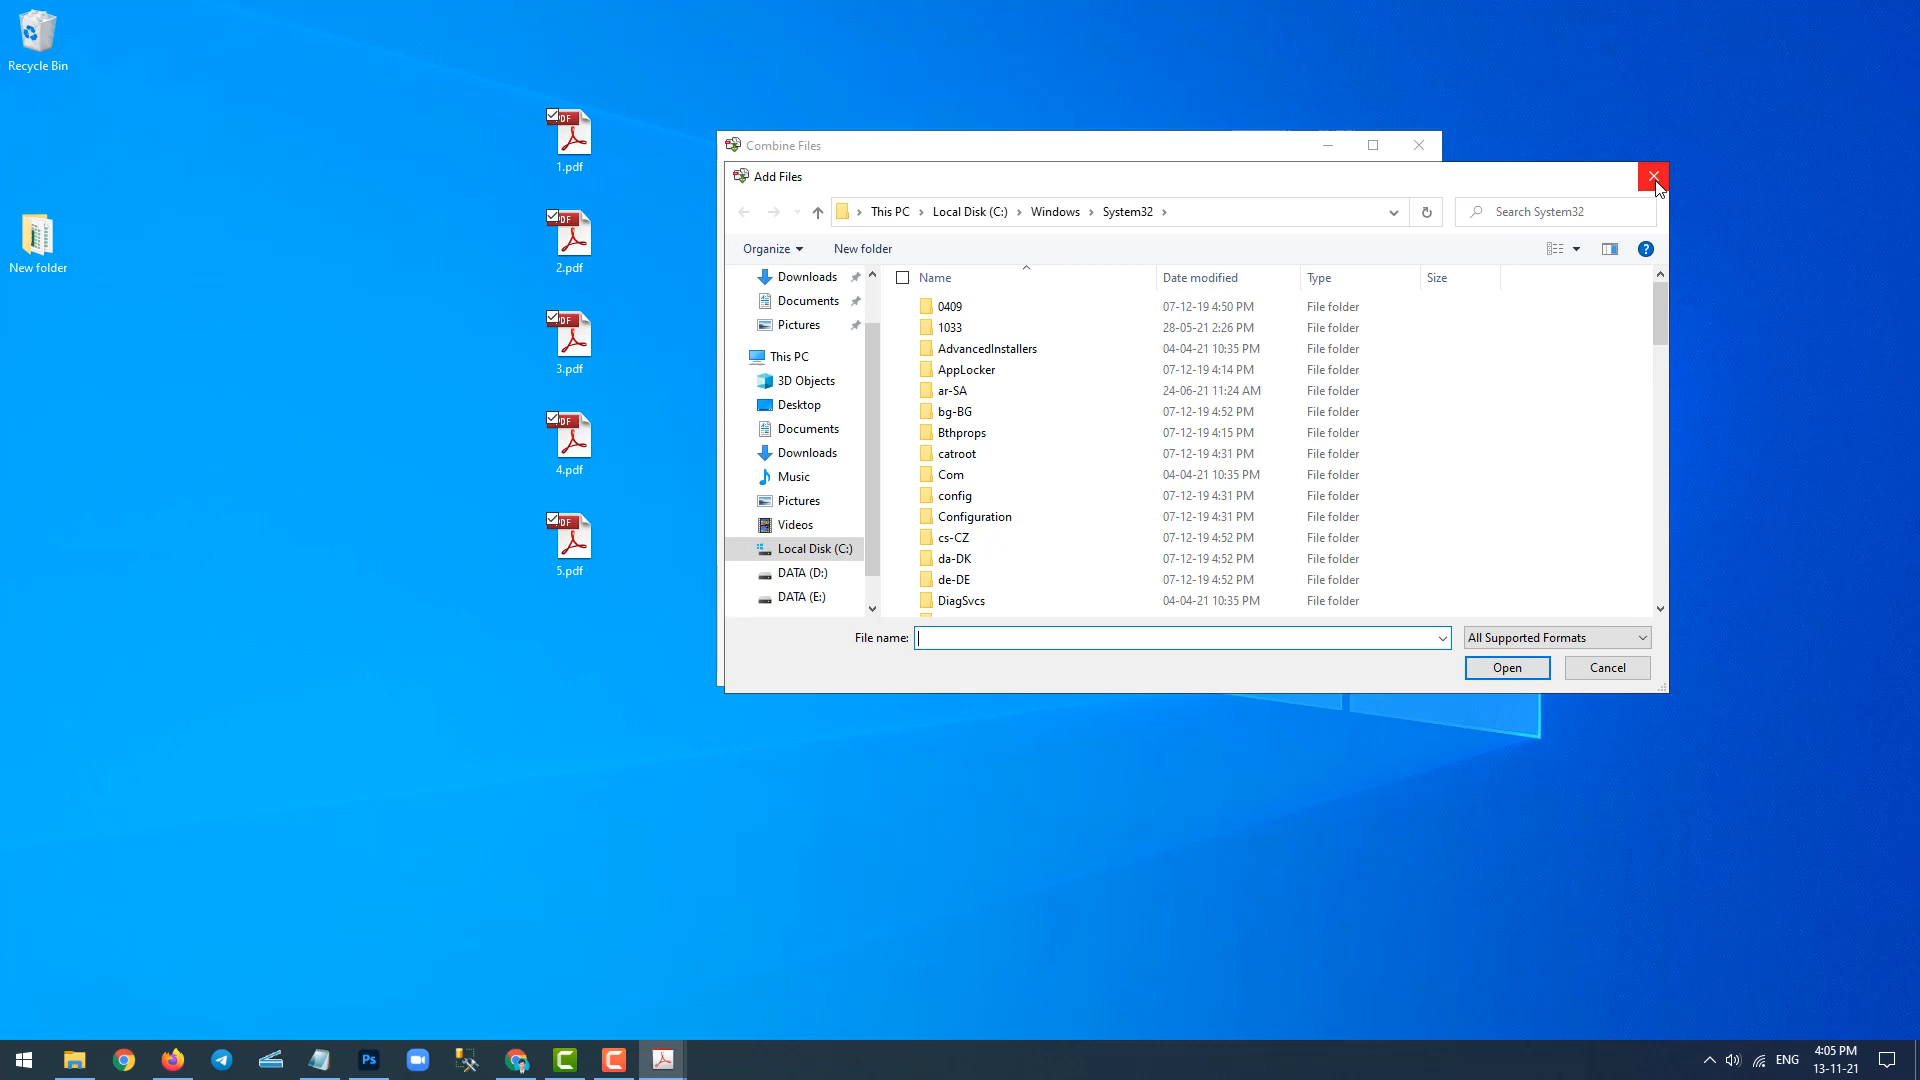 Recycle Bin
New folder
1.pdf
2.pdf
3.pdf
4.pdf
5.pdf
Combine Files
Add Files
This PC > Local Disk (C:) > Windows > System32 >
Search System32
Organize
New folder
Downloads
Documents
Pictures
This PC
3D Objects
Desktop
Documents
Downloads
Music
Pictures
Videos
Local Disk (C:)
DATA (D:)
DATA (E:)
Name Date modified Type Size
0409 07-12-19 4:50 PM File folder
1033 28-05-21 2:26 PM File folder
AdvancedInstallers 04-04-21 10:35 PM File folder
AppLocker 07-12-19 4:14 PM File folder
ar-SA 24-06-21 11:24 AM File folder
bg-BG 07-12-19 4:52 PM File folder
Bthprops 07-12-19 4:15 PM File folder
catroot 07-12-19 4:31 PM File folder
Com 04-04-21 10:35 PM File folder
config 07-12-19 4:31 PM File folder
Configuration 07-12-19 4:31 PM File folder
cs-CZ 07-12-19 4:52 PM File folder
da-DK 07-12-19 4:52 PM File folder
de-DE 07-12-19 4:52 PM File folder
DiagSvcs 04-04-21 10:35 PM File folder
File name:
All Supported Formats
Open
Cancel
Ps
ENG
4:05 PM
13-11-21